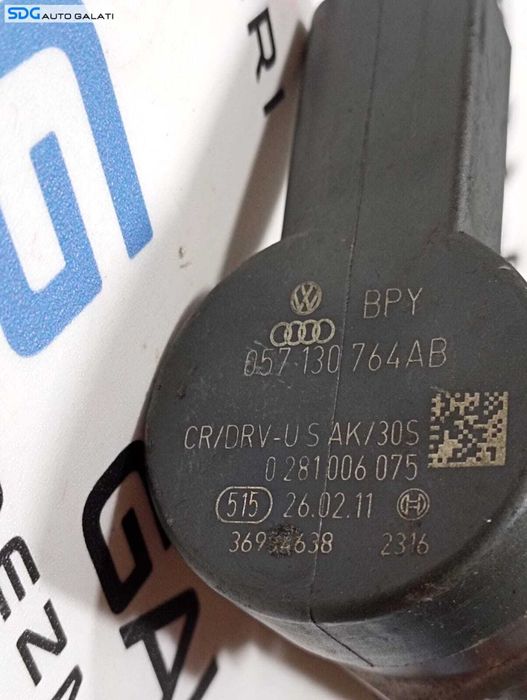 SDG AUTO GALATI
RI
BPY
057 130 764AB
CR/DRV-U S AK/30S
0 281 006 075
515 26.02.11
2316